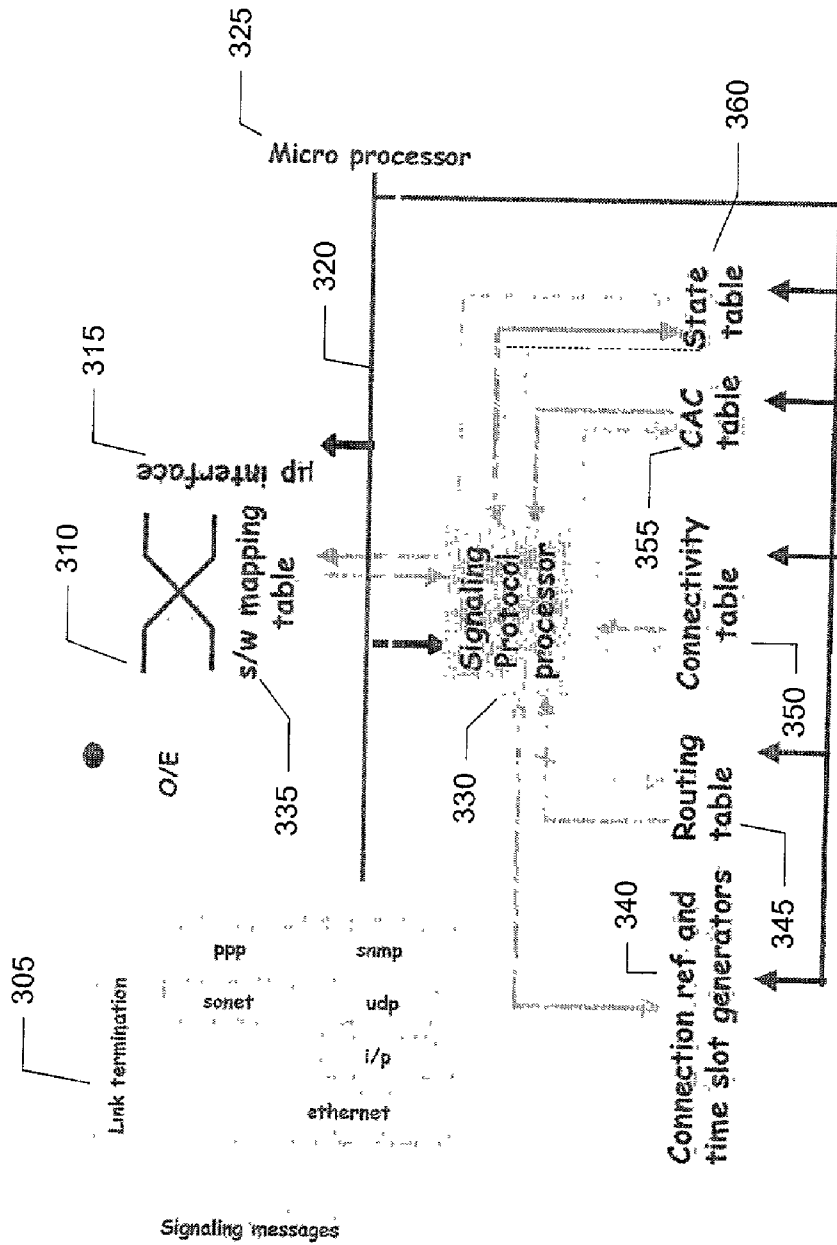 305
310
315
325
Link termination
O/E
μp interface
320
Micro processor
Signaling messages
ethernet
sonet
ppp
i/p
udp
snmp
s/w mapping
table
335
330
Signaling
Protocal
processor
340
Connection ref and
time slot generators
345
Routing
table
350
Connectivity
table
355
CAC
table
State
table
360